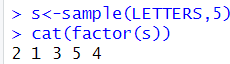 > s<-sample(LETTERS,5)
> cat(factor(s))
2 1 3 5 4